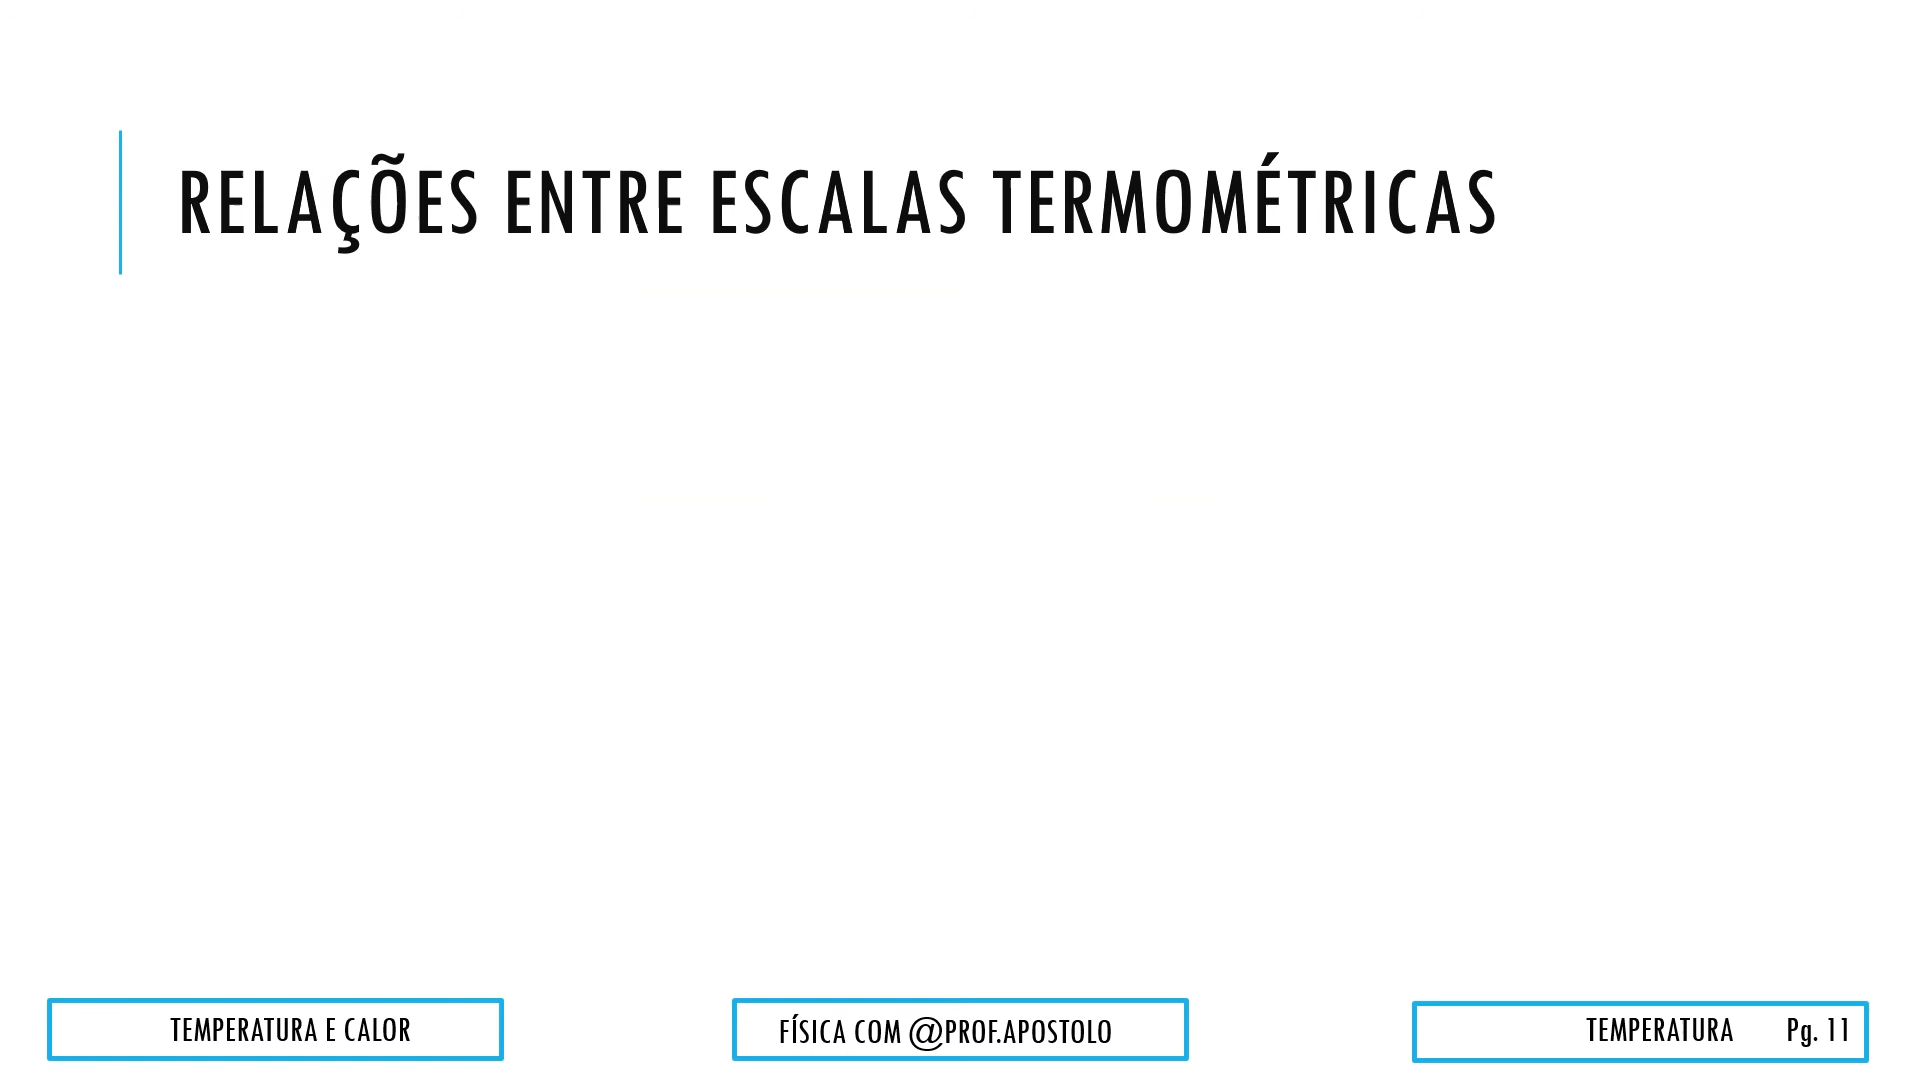 RELAÇÕES ENTRE ESCALAS TERMOMÉTRICAS
TEMPERATURA E CALOR
FÍSICA COM @PROF.APOSTOLO
TEMPERATURA Pg. 11